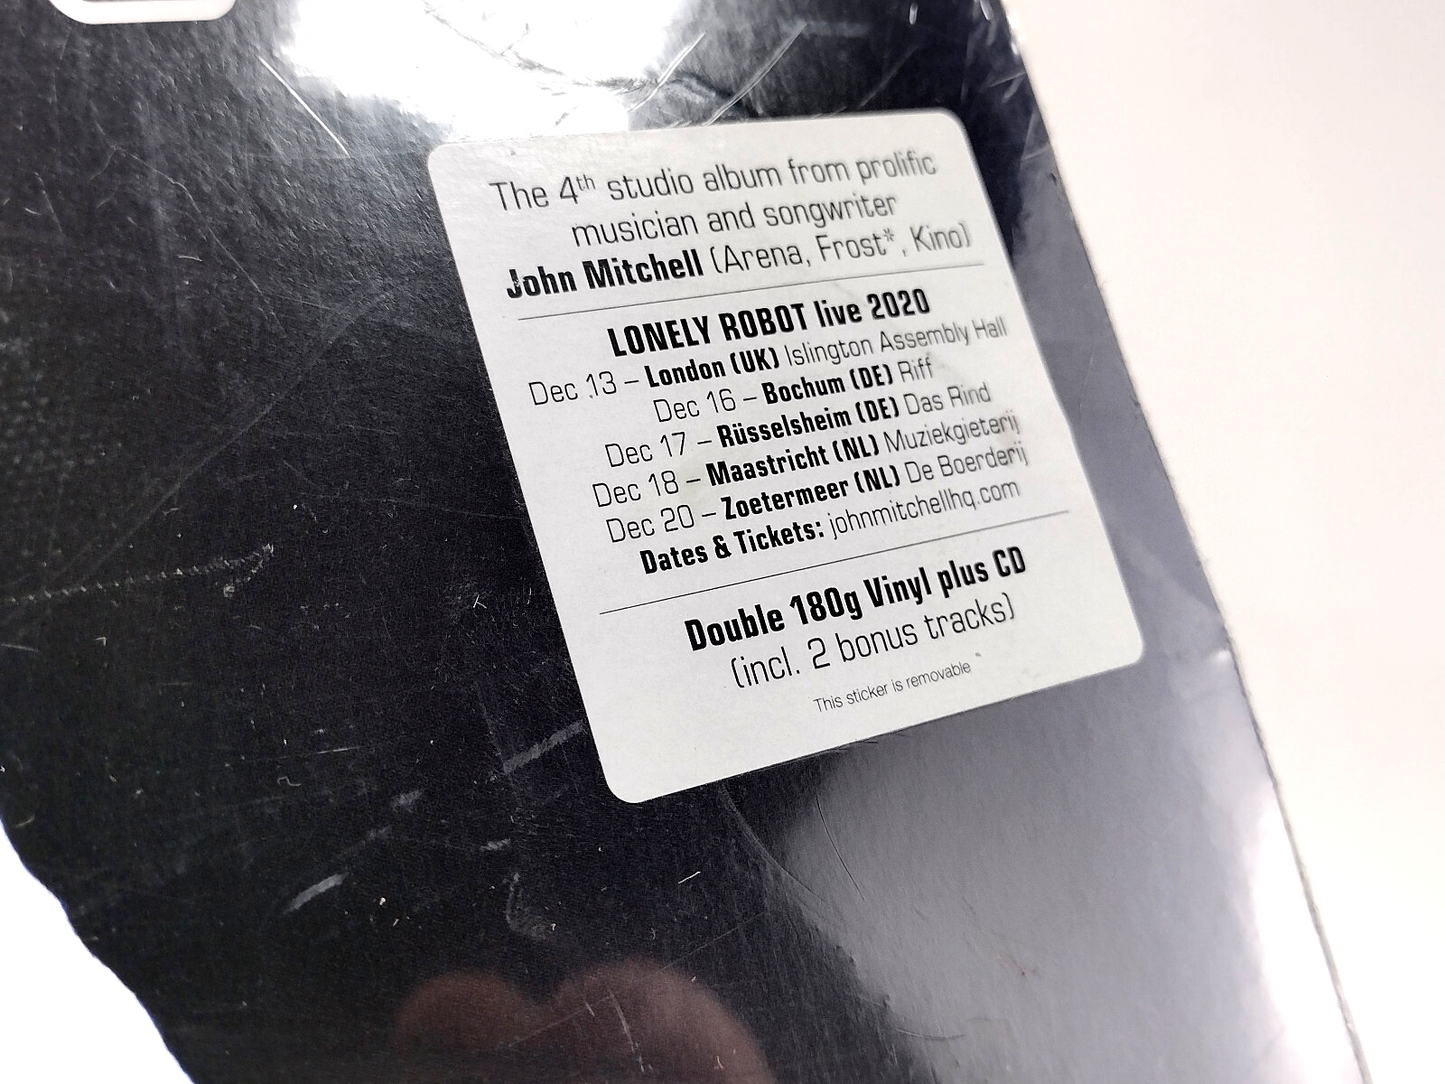 The 4th studio album from prolific
musician and songwriter
John Mitchell (Arena, Frost*, Kino)
LONELY ROBOT live 2020
Dec 13 – London (UK) Islington Assembly Hall
Dec 16 – Bochum (DE) Riff
Dec 17 – Rüsselsheim (DE) Das Rind
Dec 18 – Maastricht (NL) Muziekgieterij
Dec 20 – Zoetermeer (NL) De Boerderij
Dates & Tickets: johnmitchellhq.com
Double 180g Vinyl plus CD
(incl. 2 bonus tracks)
This sticker is removable